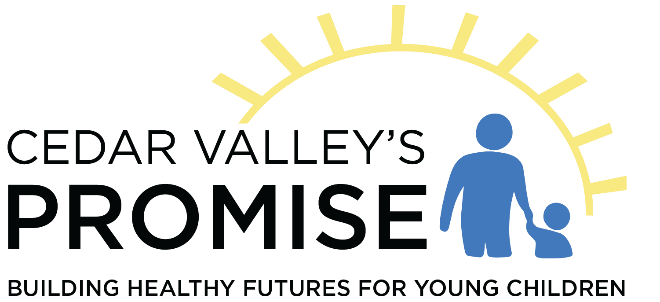 CEDAR VALLEY'S
PROMISE
BUILDING HEALTHY FUTURES FOR YOUNG CHILDREN